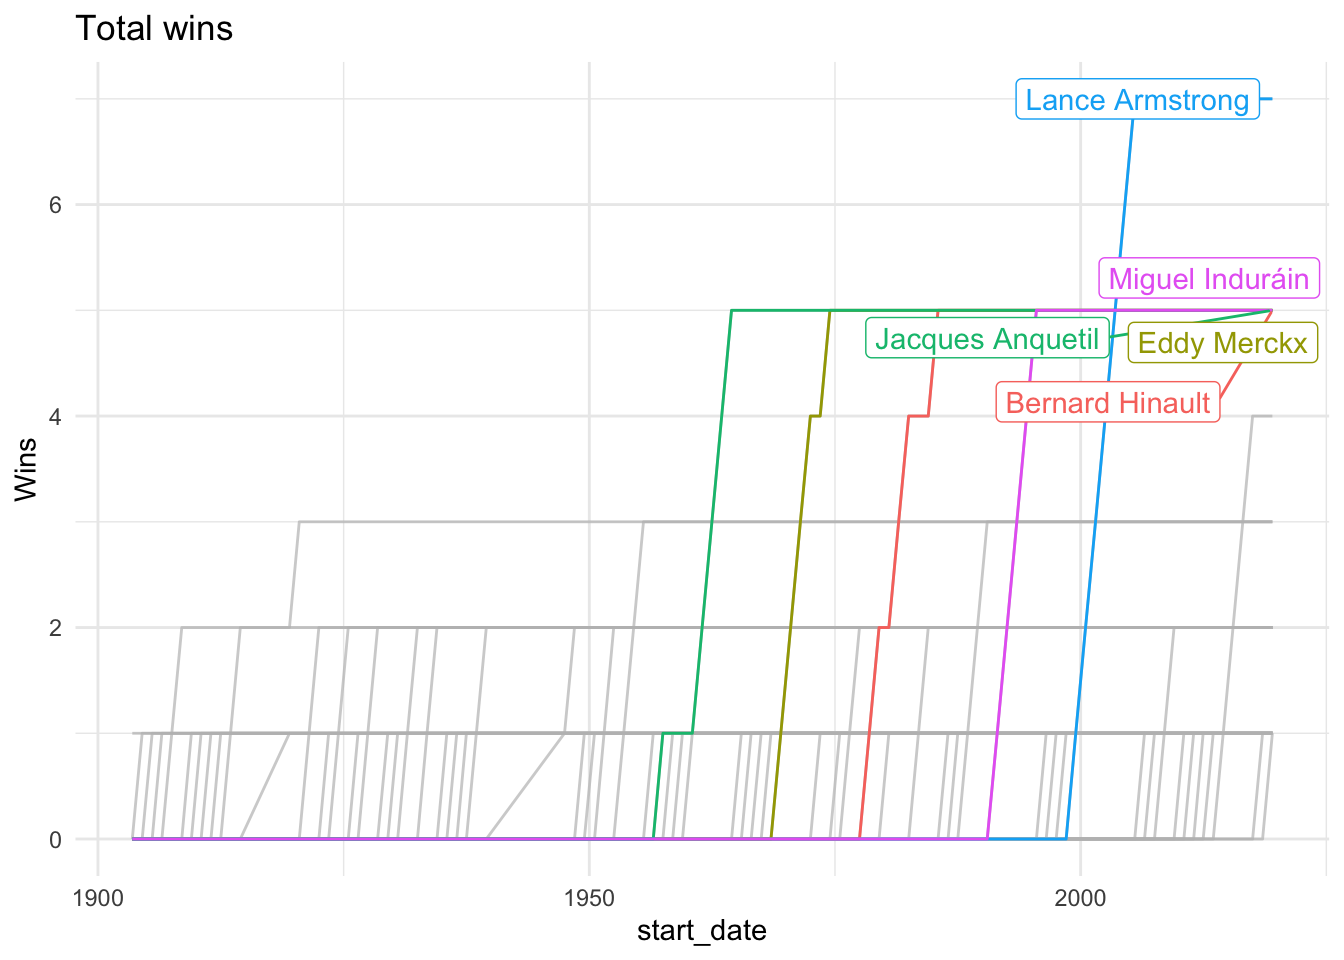 Total wins
Lance Armstrong
6
Miguel Induráin
Jacques Anquetil
Eddy Merckx
Bernard Hinault
4
Wins
2
0
1900
1950
2000
start_date